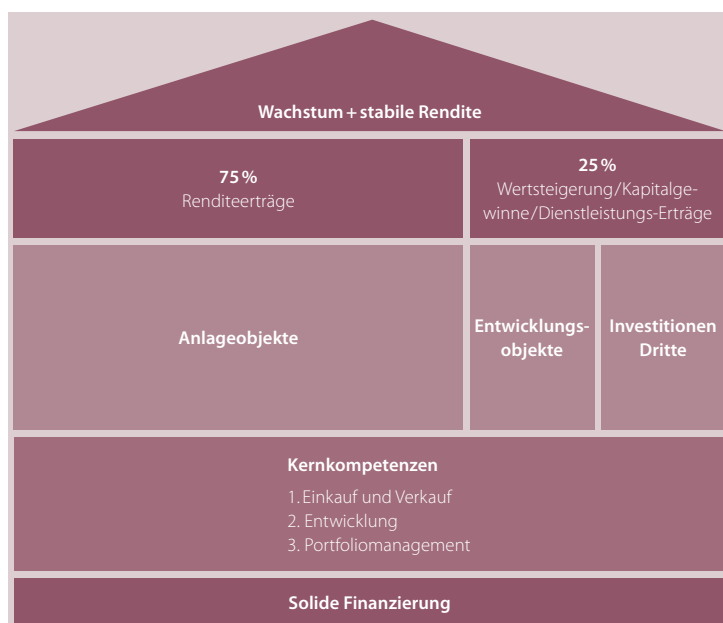 Wachstum + stabile Rendite
75 %
Renditeerträge
25 %
Wertsteigerung / Kapitalge-
winne / Dienstleistungs-Erträge
Anlageobjekte
Entwicklungs-
objekte
Investitionen
Dritte
Kernkompetenzen
1. Einkauf und Verkauf
2. Entwicklung
3. Portfoliomanagement
Solide Finanzierung